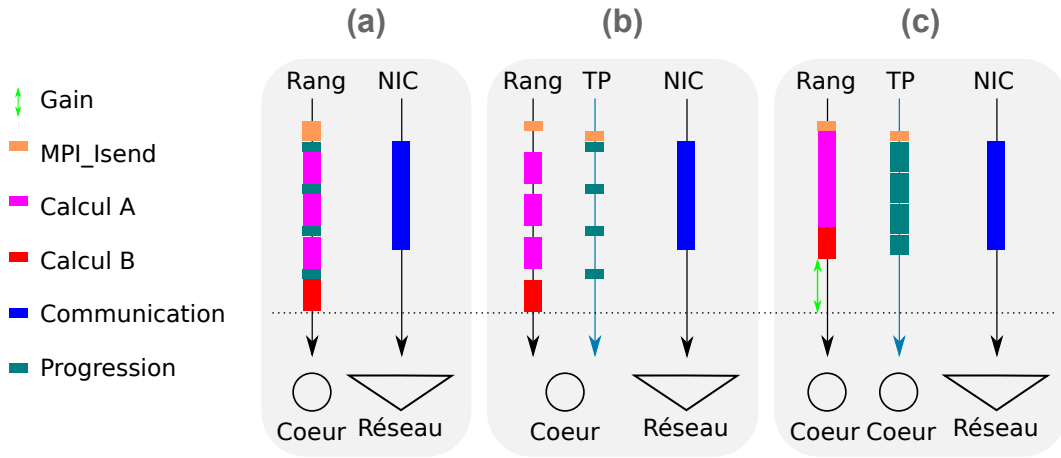 (a)
(b)
(c)
Gain
MPI_Isend
Calcul A
Calcul B
Communication
Progression
Rang NIC
Coeur Réseau
Rang TP NIC
Coeur Réseau
Rang TP NIC
Coeur Coeur Réseau